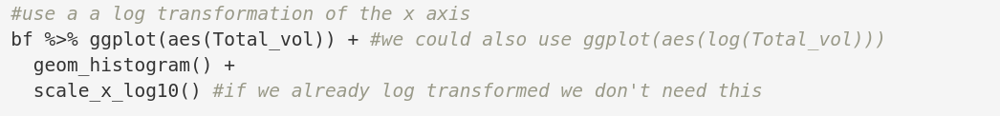 #use a a log transformation of the x axis
bf %>% ggplot(aes(Total_vol)) + #we could also use ggplot(aes(log(Total_vol)))
  geom_histogram() +
  scale_x_log10() #if we already log transformed we don't need this